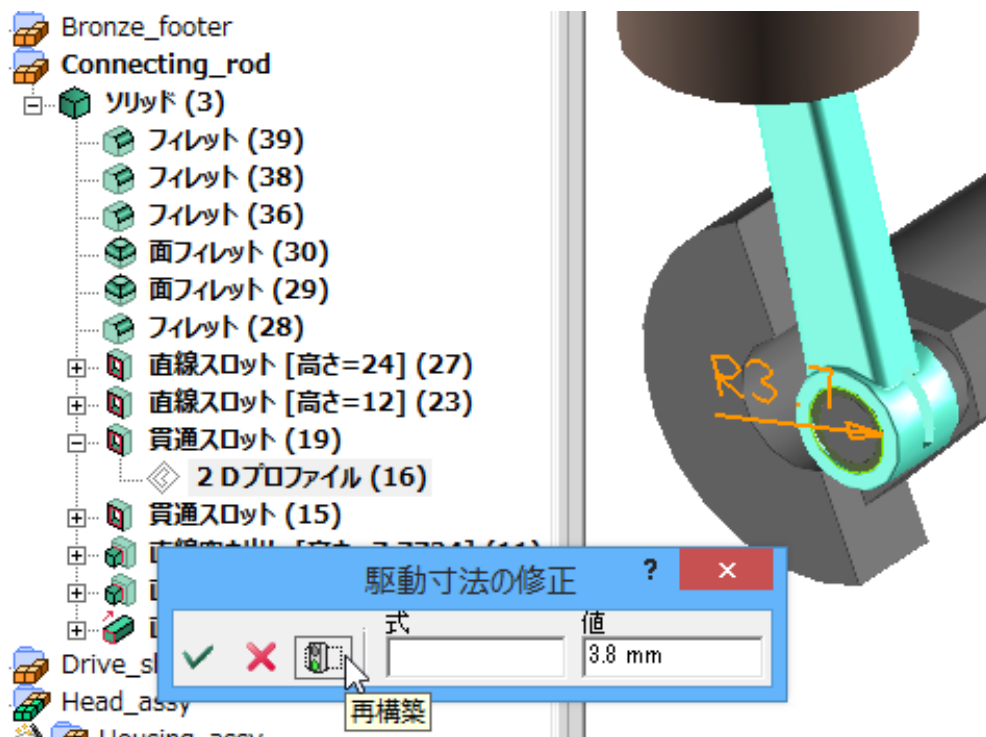 Bronze_footer
Connecting_rod
ソリッド (3)
フィレット (39)
フィレット (38)
フィレット (36)
面フィレット (30)
面フィレット (29)
フィレット (28)
直線スロット [高さ=24] (27)
直線スロット [高さ=12] (23)
貫通スロット (19)
2Dプロファイル (16)
貫通スロット (15)
Head_assy
Housing_assy
R3
駆動寸法の修正
?
式
値
3.8 mm
再構築